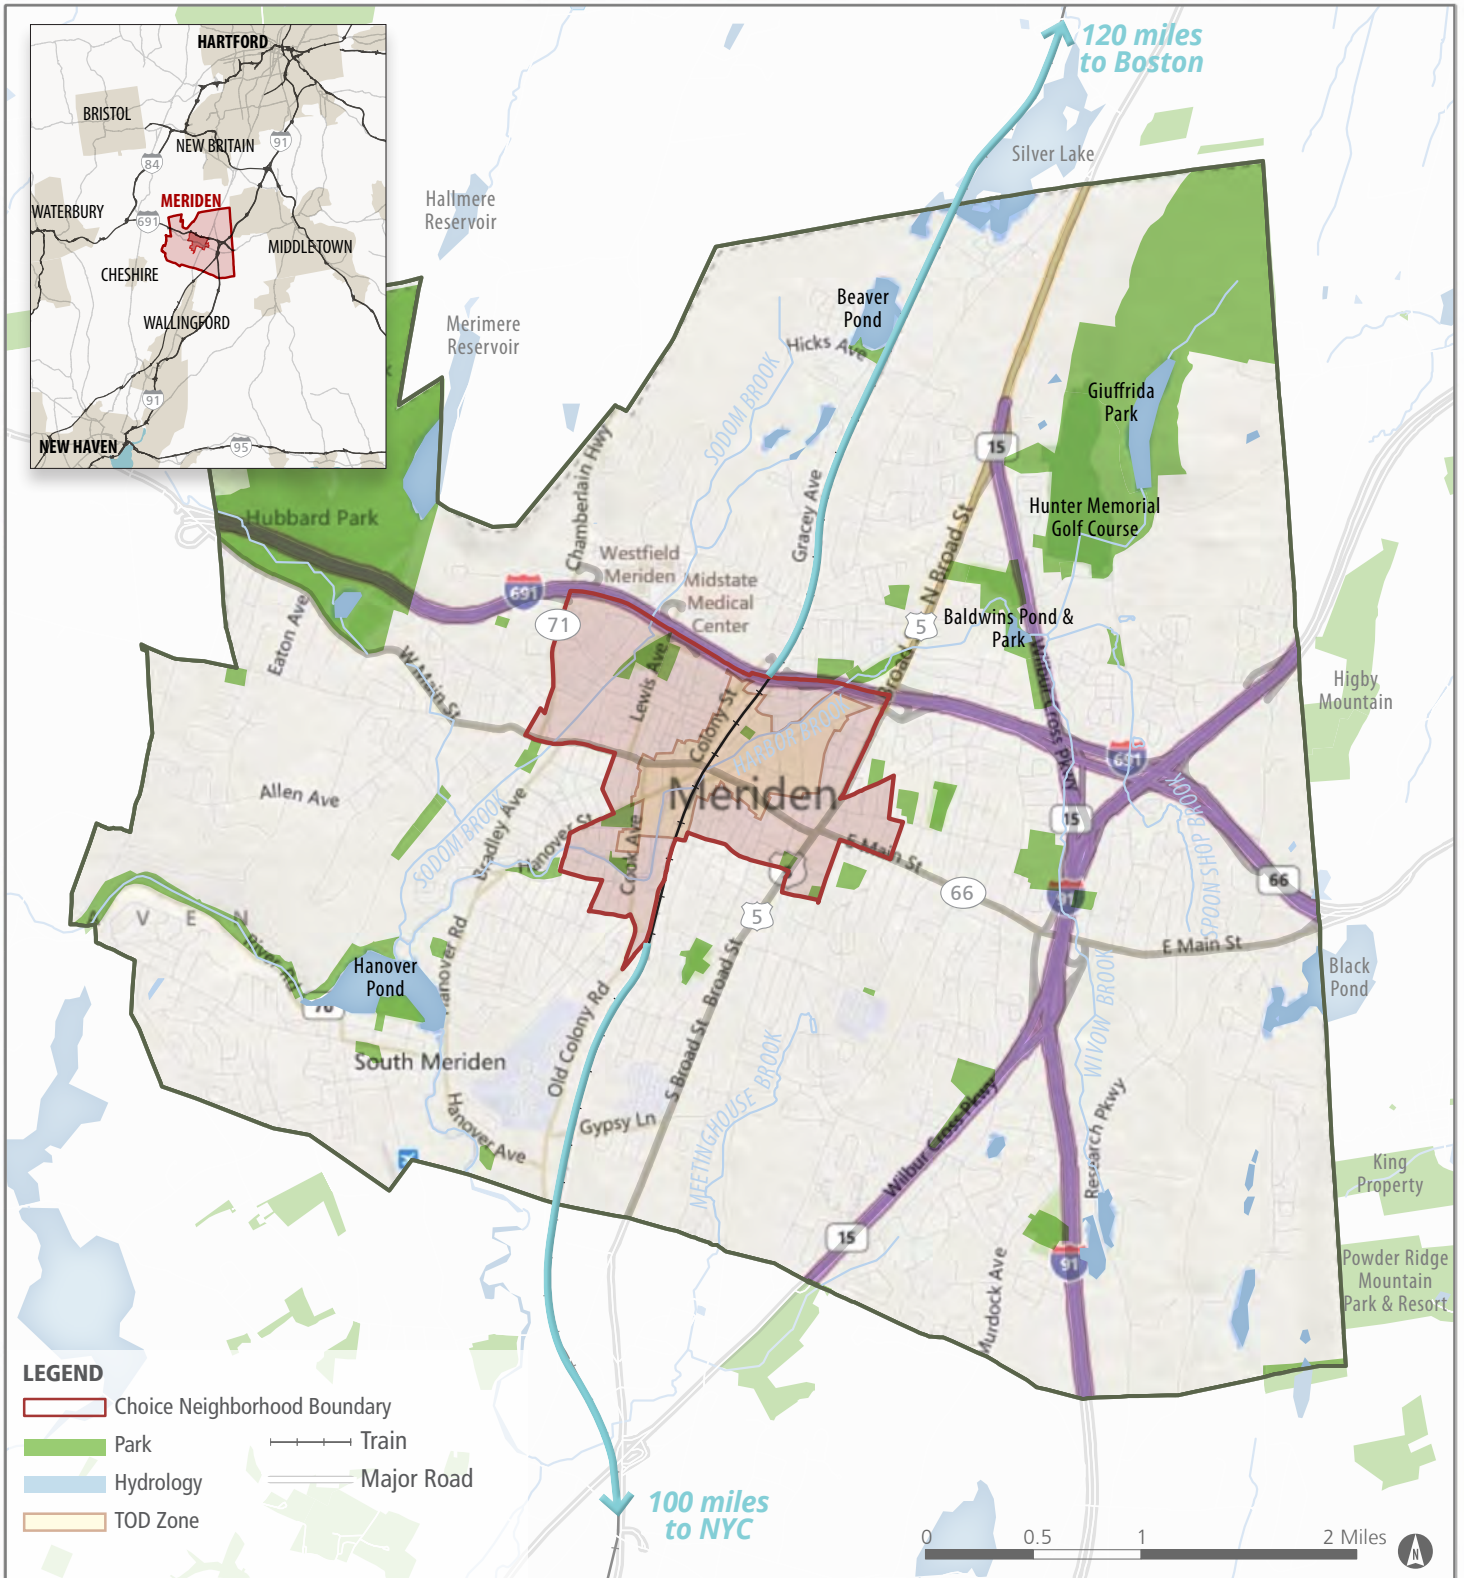 HARTFORD
BRISTOL
NEW BRITAIN
91
84
MERIDEN
WATERBURY
691
MIDDLETOWN
CHESHIRE
WALLINGFORD
91
NEW HAVEN
95
120 miles
to Boston
Silver Lake
Hallmere
Reservoir
Merimere
Reservoir
Beaver
Pond
Hicks Ave
SODOM BROOK
Giuffrida
Park
15
Chamberlain Hwy
Gracey Ave
Hunter Memorial
Golf Course
Hubbard Park
N Broad St
Westfield
Meriden
Midstate
Medical
Center
691
71
5
Baldwins Pond &
Park
Eaton Ave
W Main St
Lewis Ave
Colony St
Broad
Wilbur Cross Pkwy
Higby
Mountain
HARBOR BROOK
691
Meriden
Allen Ave
SODOM BROOK
Bradley Ave
Hanover St
Cook Ave
E Main St
15
SPOON SHOP BROOK
66
66
91
5
A V E N
River Rd
Hanover
Pond
Hanover Rd
70
E Main St
Black
Pond
Broad St
WIVOW BROOK
South Meriden
Old Colony Rd
S Broad St
MEETINGHOUSE BROOK
Gypsy Ln
Hanover Ave
Wilbur Cross Pkwy
Research Pkwy
King
Property
15
91
Murdock Ave
Powder Ridge
Mountain
Park & Resort
LEGEND
Choice Neighborhood Boundary
Park
Train
Hydrology
Major Road
TOD Zone
100 miles
to NYC
0 0.5 1 2 Miles
N